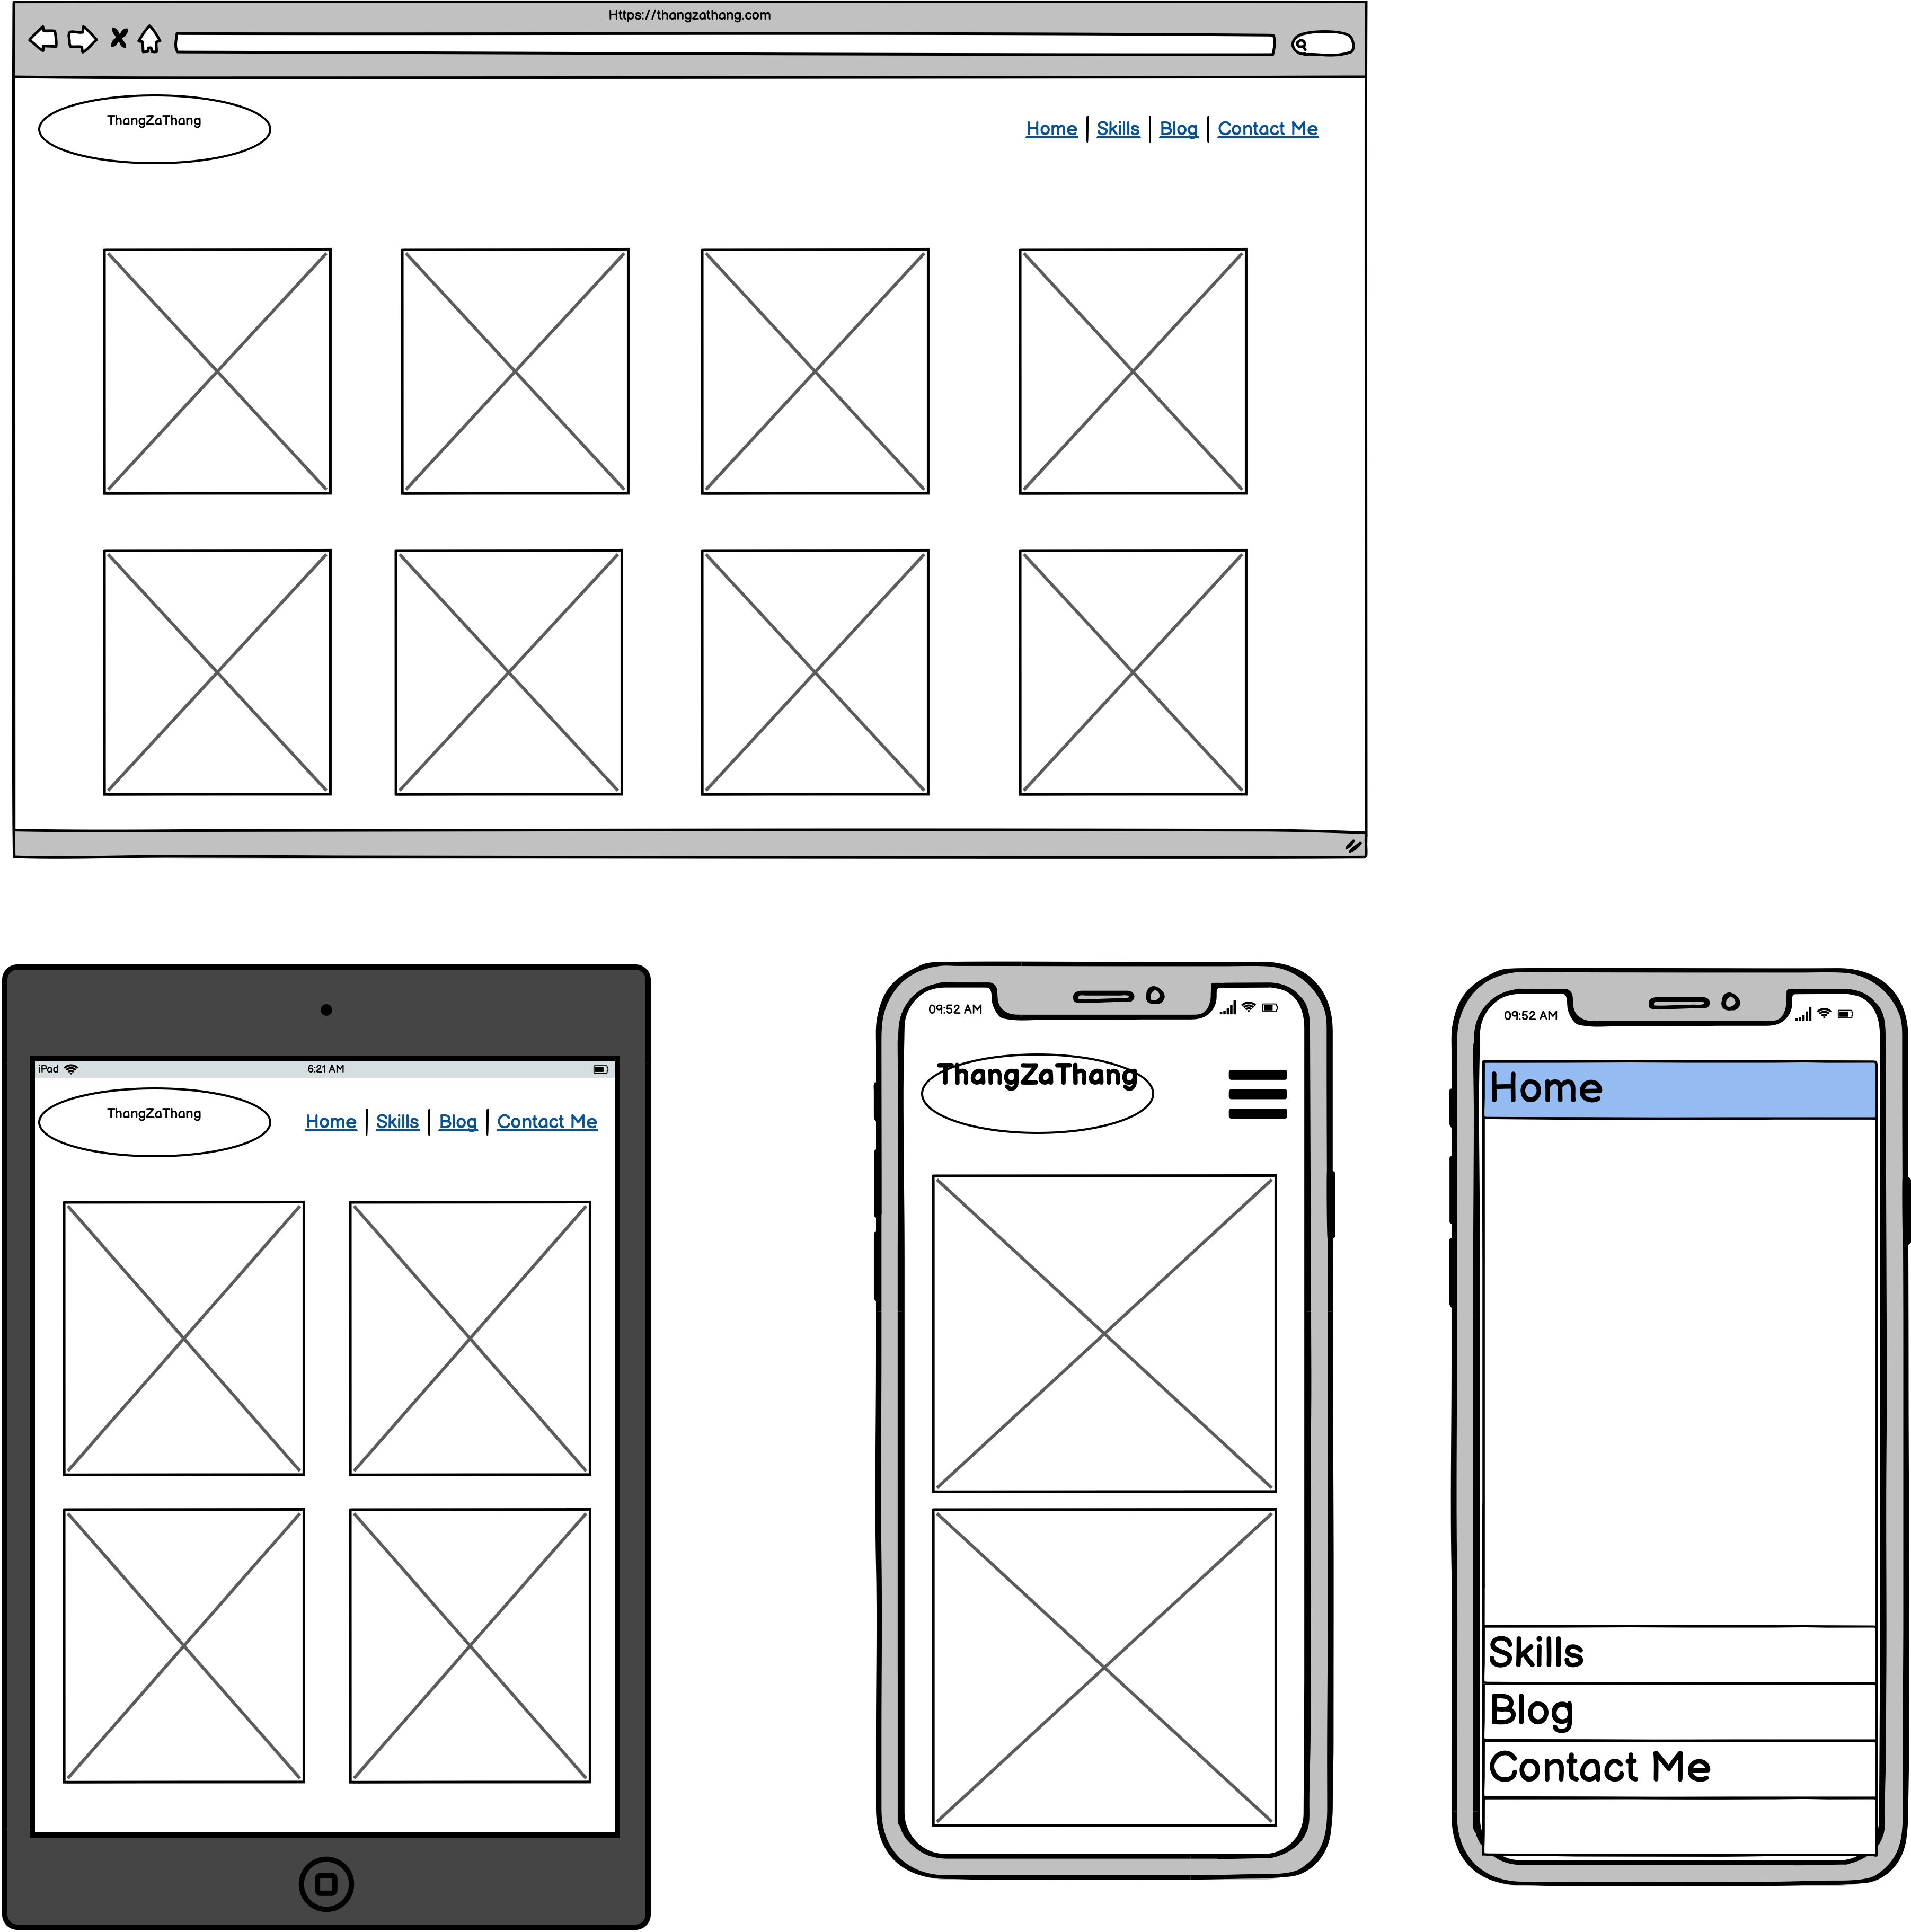 Https://thangzathang.com
ThangZaThang
Home | Skills | Blog | Contact Me
iPad 6:21 AM
ThangZaThang
Home | Skills | Blog | Contact Me
09:52 AM
ThangZaThang
09:52 AM
Home
Skills
Blog
Contact Me